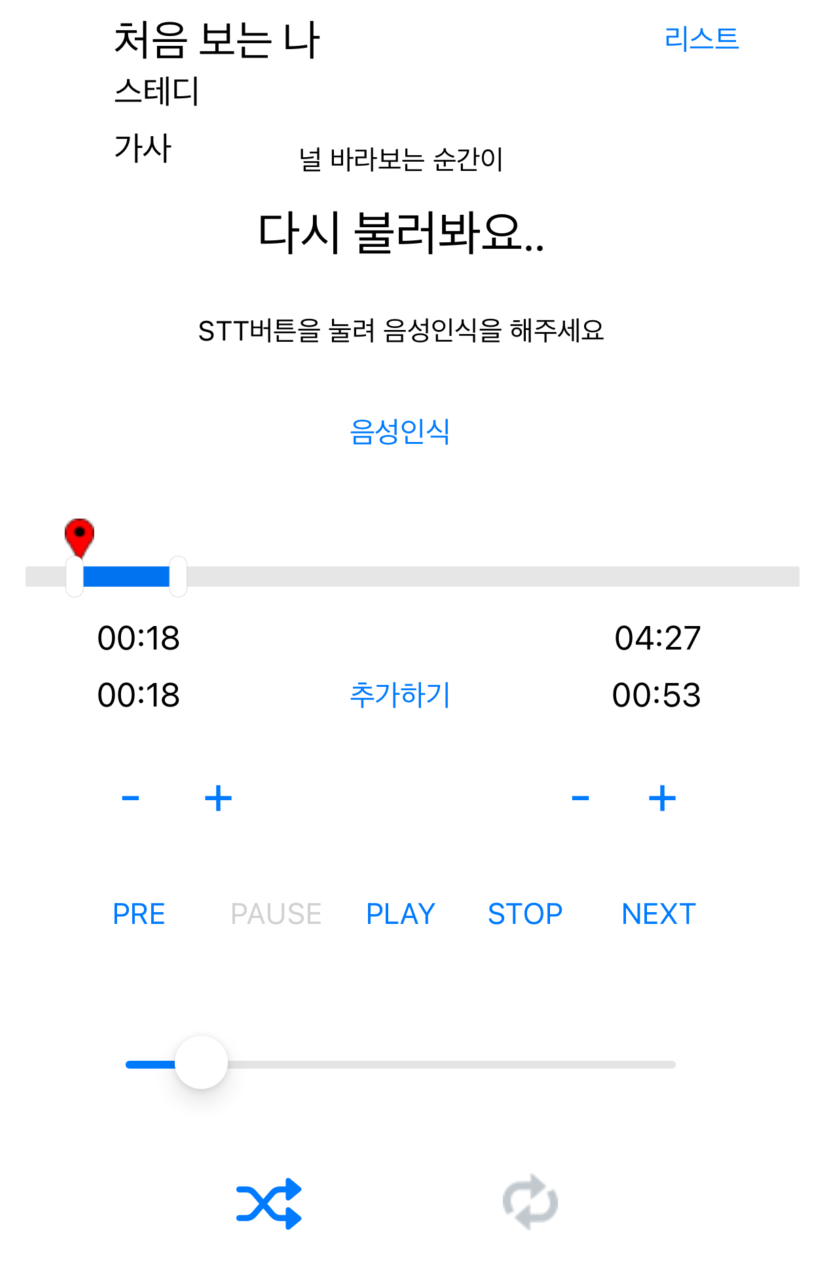 처음 보는 나
리스트
스테디
가사
널 바라보는 순간이
다시 불러봐요..
STT버튼을 눌려 음성인식을 해주세요
음성인식
00:18 04:27
00:18 추가하기 00:53
- + - +
PRE PAUSE PLAY STOP NEXT